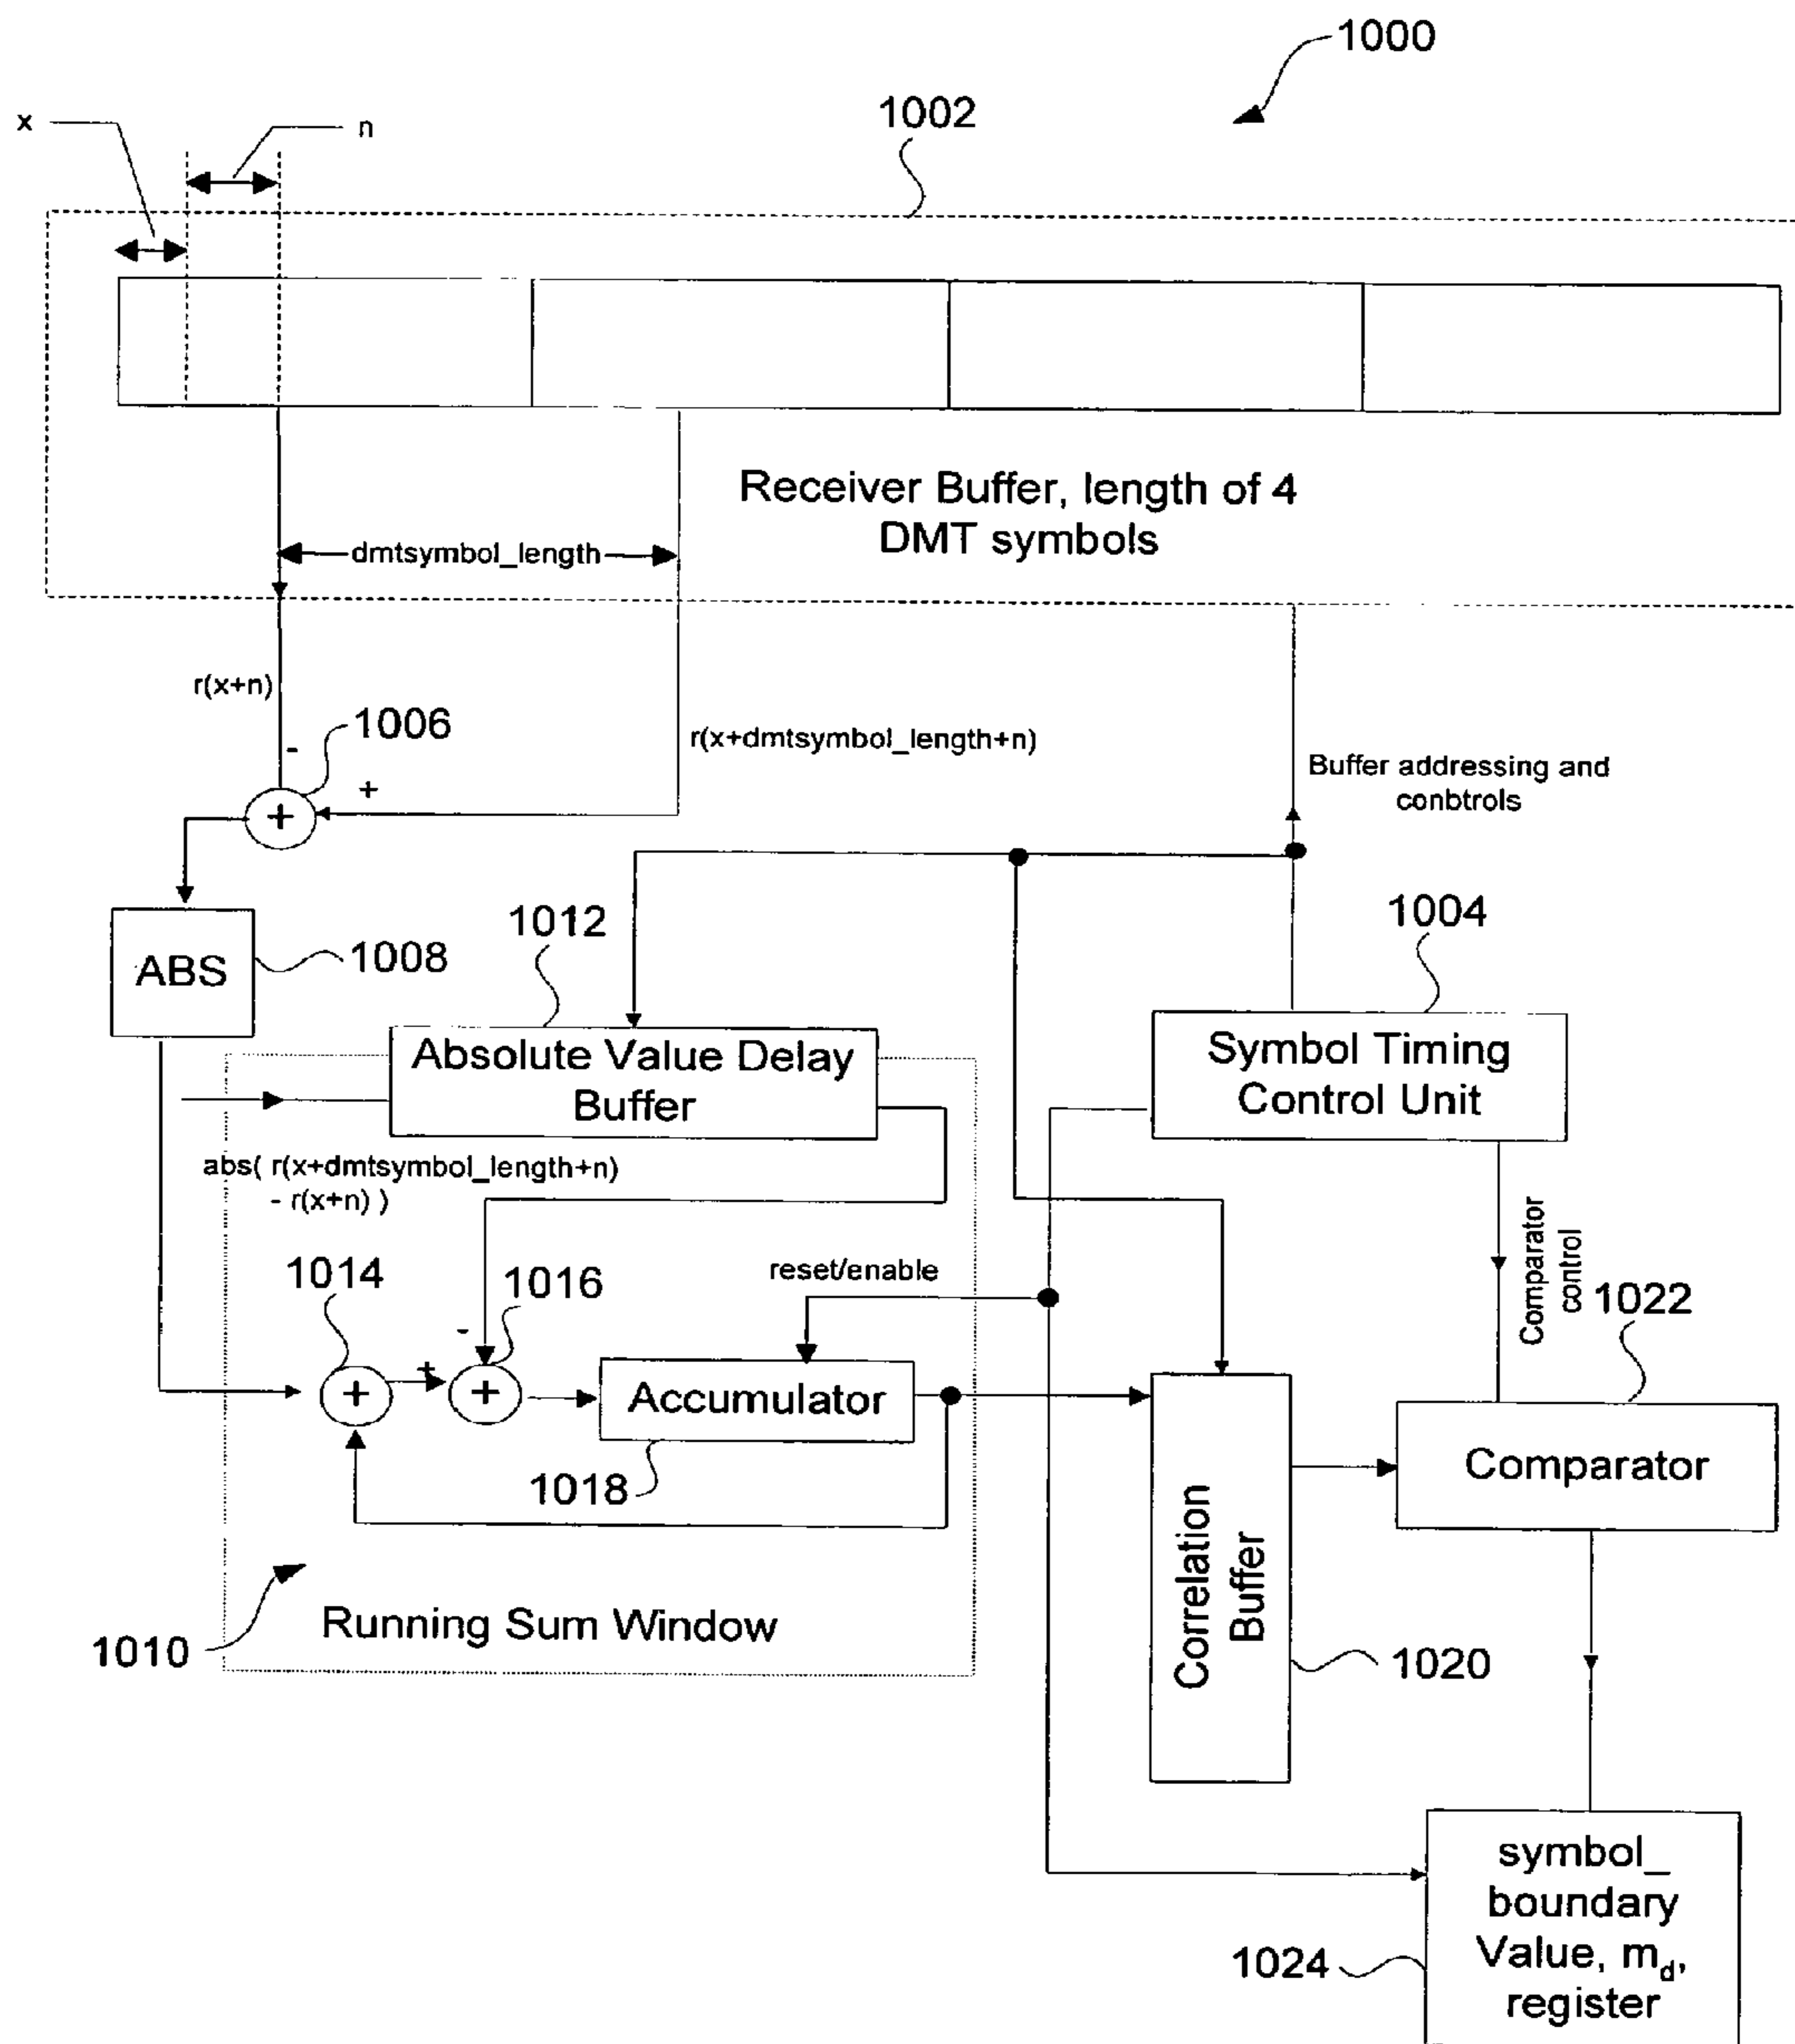 1000
x
n
1002
Receiver Buffer, length of 4
DMT symbols
dmtsymbol_length
r(x+n)
1006
-
+
+
r(x+dmtsymbol_length+n)
Buffer addressing and
conbtrols
1012
1004
ABS
1008
Absolute Value Delay
Buffer
Symbol Timing
Control Unit
abs( r(x+dmtsymbol_length+n)
- r(x+n) )
Comparator
control
1014
1016
reset/enable
1022
-
+
+
+
Accumulator
1018
Comparator
Correlation
Buffer
Running Sum Window
1010
1020
symbol_
boundary
Value, md,
register
1024